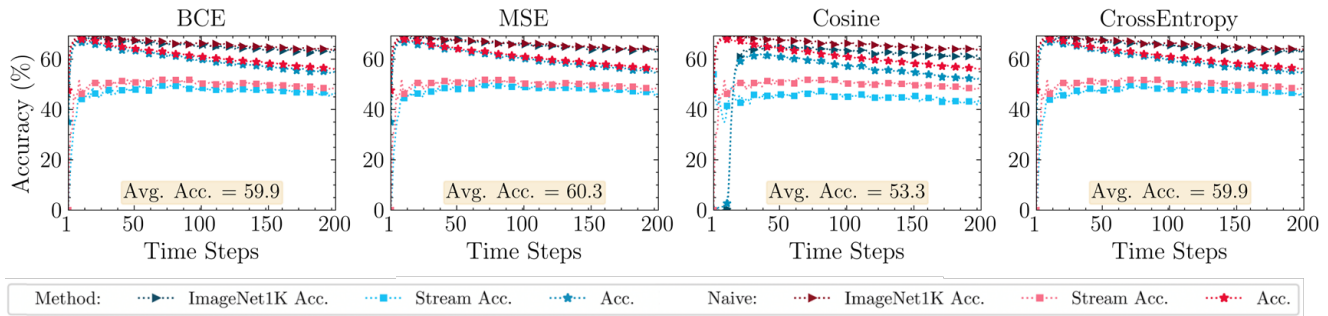 BCE
MSE
Cosine
CrossEntropy
Accuracy (%)
60
40
20
0
60
40
20
0
60
40
20
0
60
40
20
0
Avg. Acc. = 59.9
Avg. Acc. = 60.3
Avg. Acc. = 53.3
Avg. Acc. = 59.9
1 50 100 150 200
1 50 100 150 200
1 50 100 150 200
1 50 100 150 200
Time Steps
Time Steps
Time Steps
Time Steps
Method: ImageNet1K Acc. Stream Acc. Acc. Naive: ImageNet1K Acc. Stream Acc. Acc.